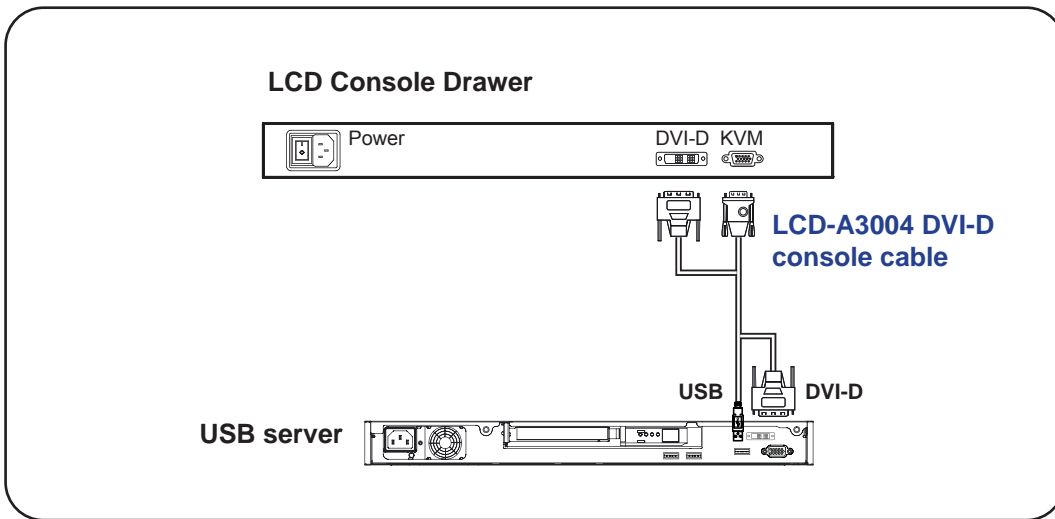 LCD Console Drawer
Power
DVI-D KVM
LCD-A3004 DVI-D
console cable
USB
DVI-D
USB server